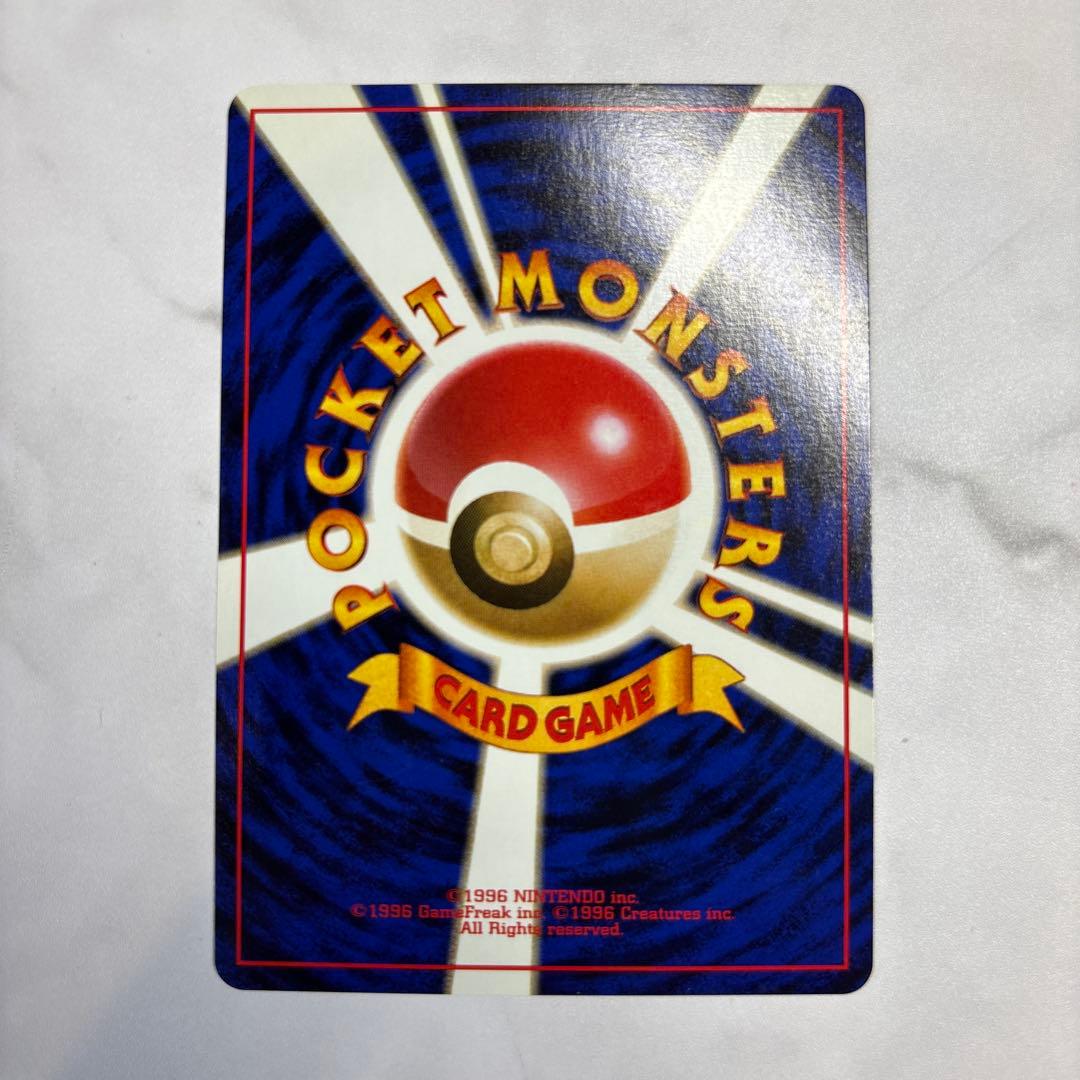 POCKET MONSTERS
CARD GAME
©1996 NINTENDO inc.
©1996 GameFreak inc. ©1996 Creatures inc.
All Rights reserved.